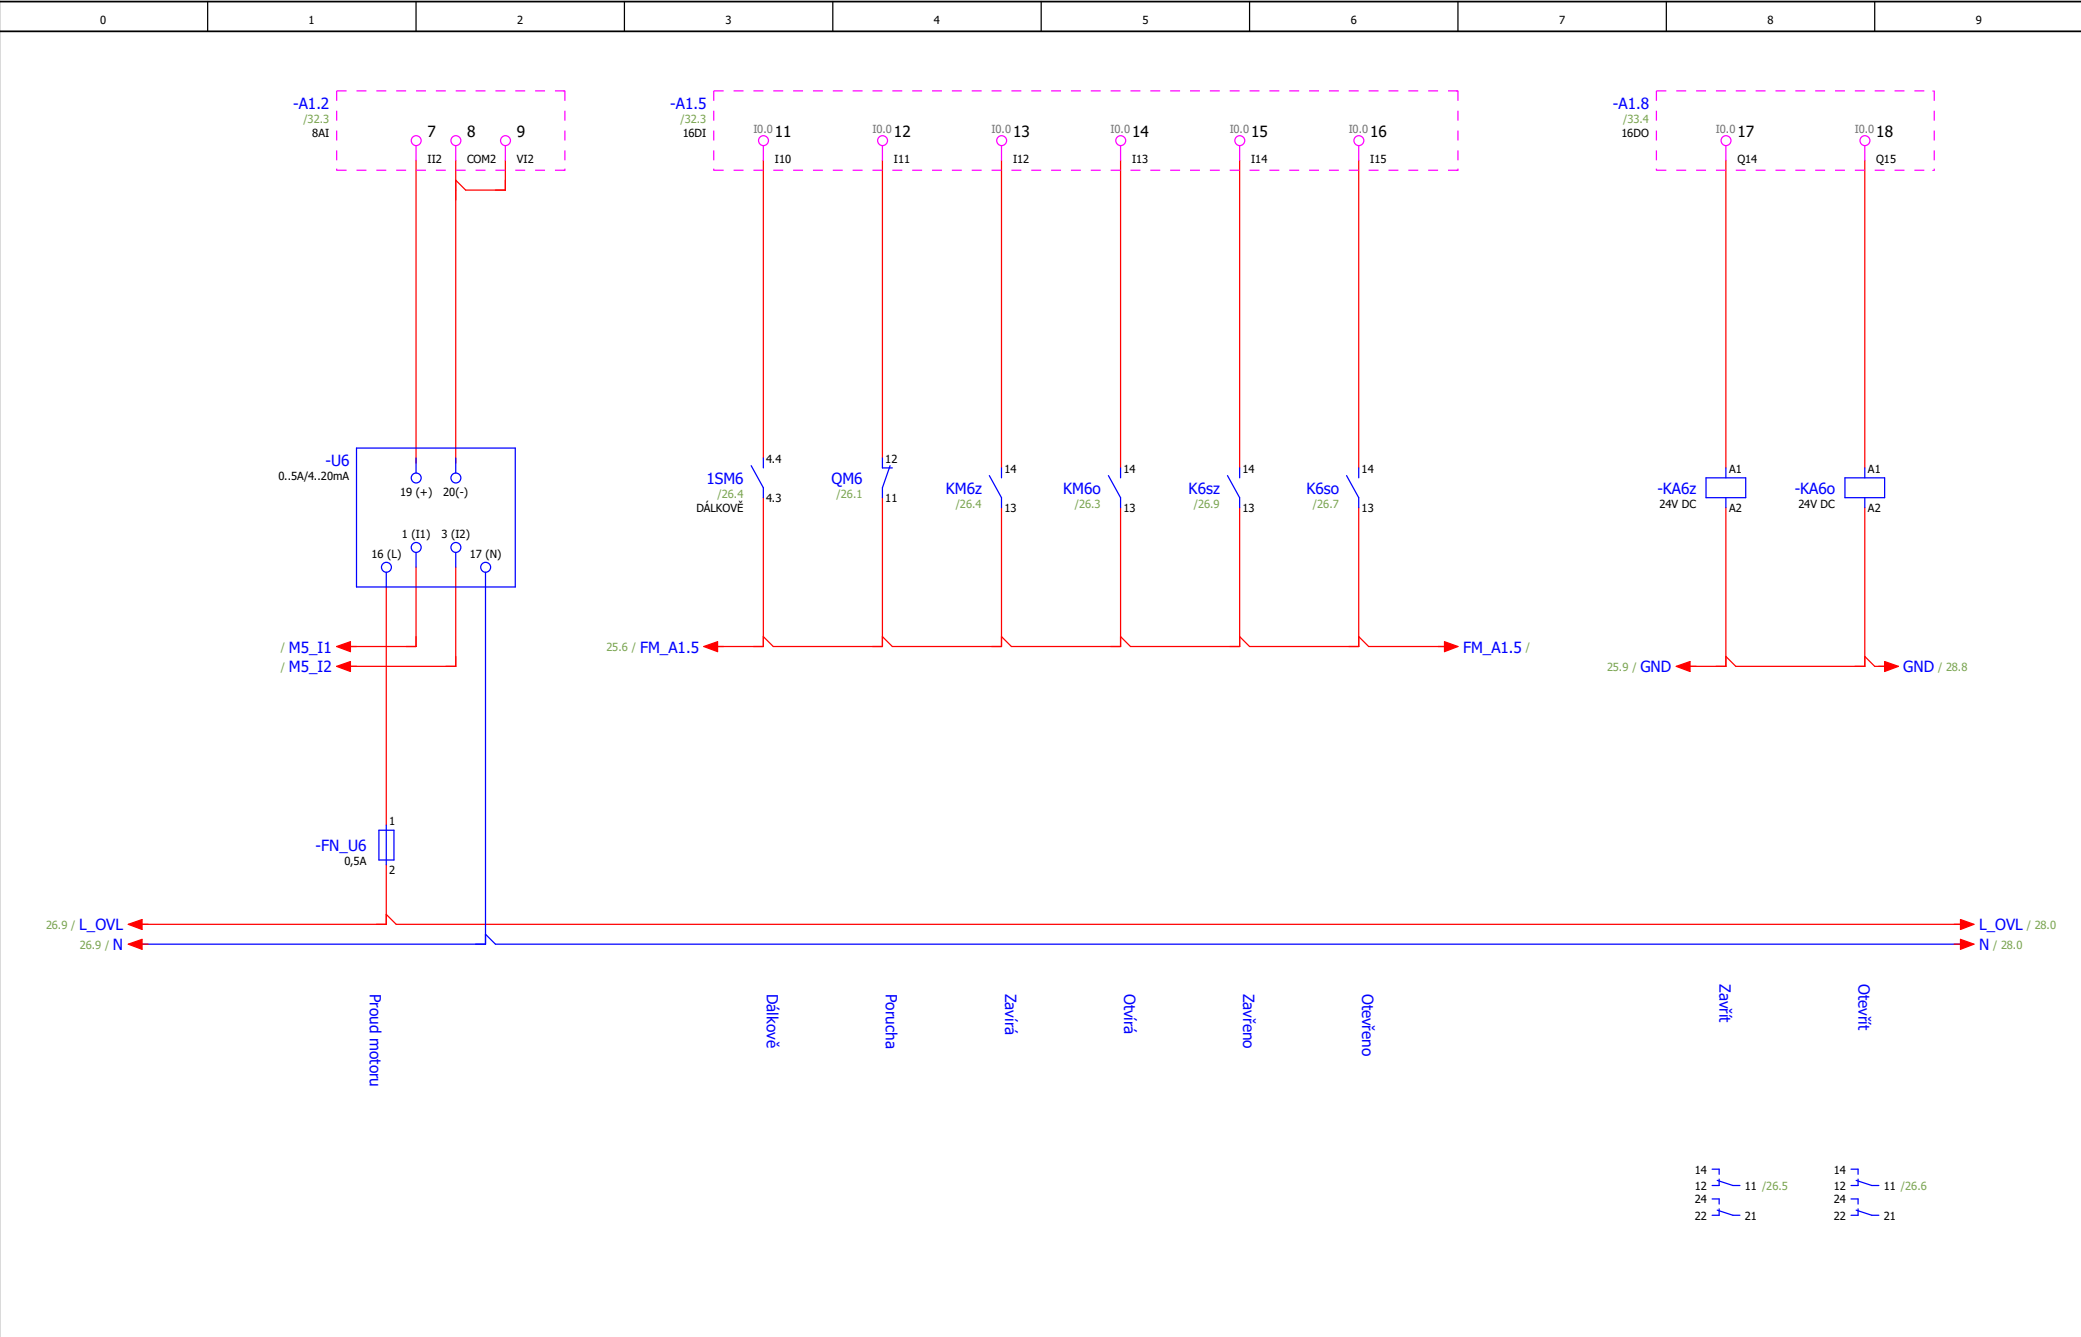 0 1 2 3 4 5 6 7 8 9
-A1.2
/32.3
8AI
7 8 9
II2 COM2 VI2
-A1.5
/32.3
16DI
I0.0 11 I0.0 12 I0.0 13 I0.0 14 I0.0 15 I0.0 16
I10 I11 I12 I13 I14 I15
-A1.8
/33.4
16DO
I0.0 17 I0.0 18
Q14 Q15
-U6
0..5A/4..20mA
19 (+) 20(-)
1 (I1) 3 (I2)
16 (L) 17 (N)
4.4
1SM6
/26.4
4.3
DÁLKOVĚ
12
QM6
/26.1
11
14
KM6z
/26.4
13
14
KM6o
/26.3
13
14
K6sz
/26.9
13
14
K6so
/26.7
13
A1
-KA6z
24V DC
A2
A1
-KA6o
24V DC
A2
/ M5_I1
/ M5_I2
25.6 / FM_A1.5
FM_A1.5 /
25.9 / GND
GND / 28.8
1
-FN_U6
0,5A
2
26.9 / L_OVL
L_OVL / 28.0
26.9 / N
N / 28.0
Proud motoru
Dálkově
Porucha
Zavírá
Otvírá
Zavřeno
Otevřeno
Zavřít
Otevřít
14
12 11 /26.5
24
22 21
14
12 11 /26.6
24
22 21